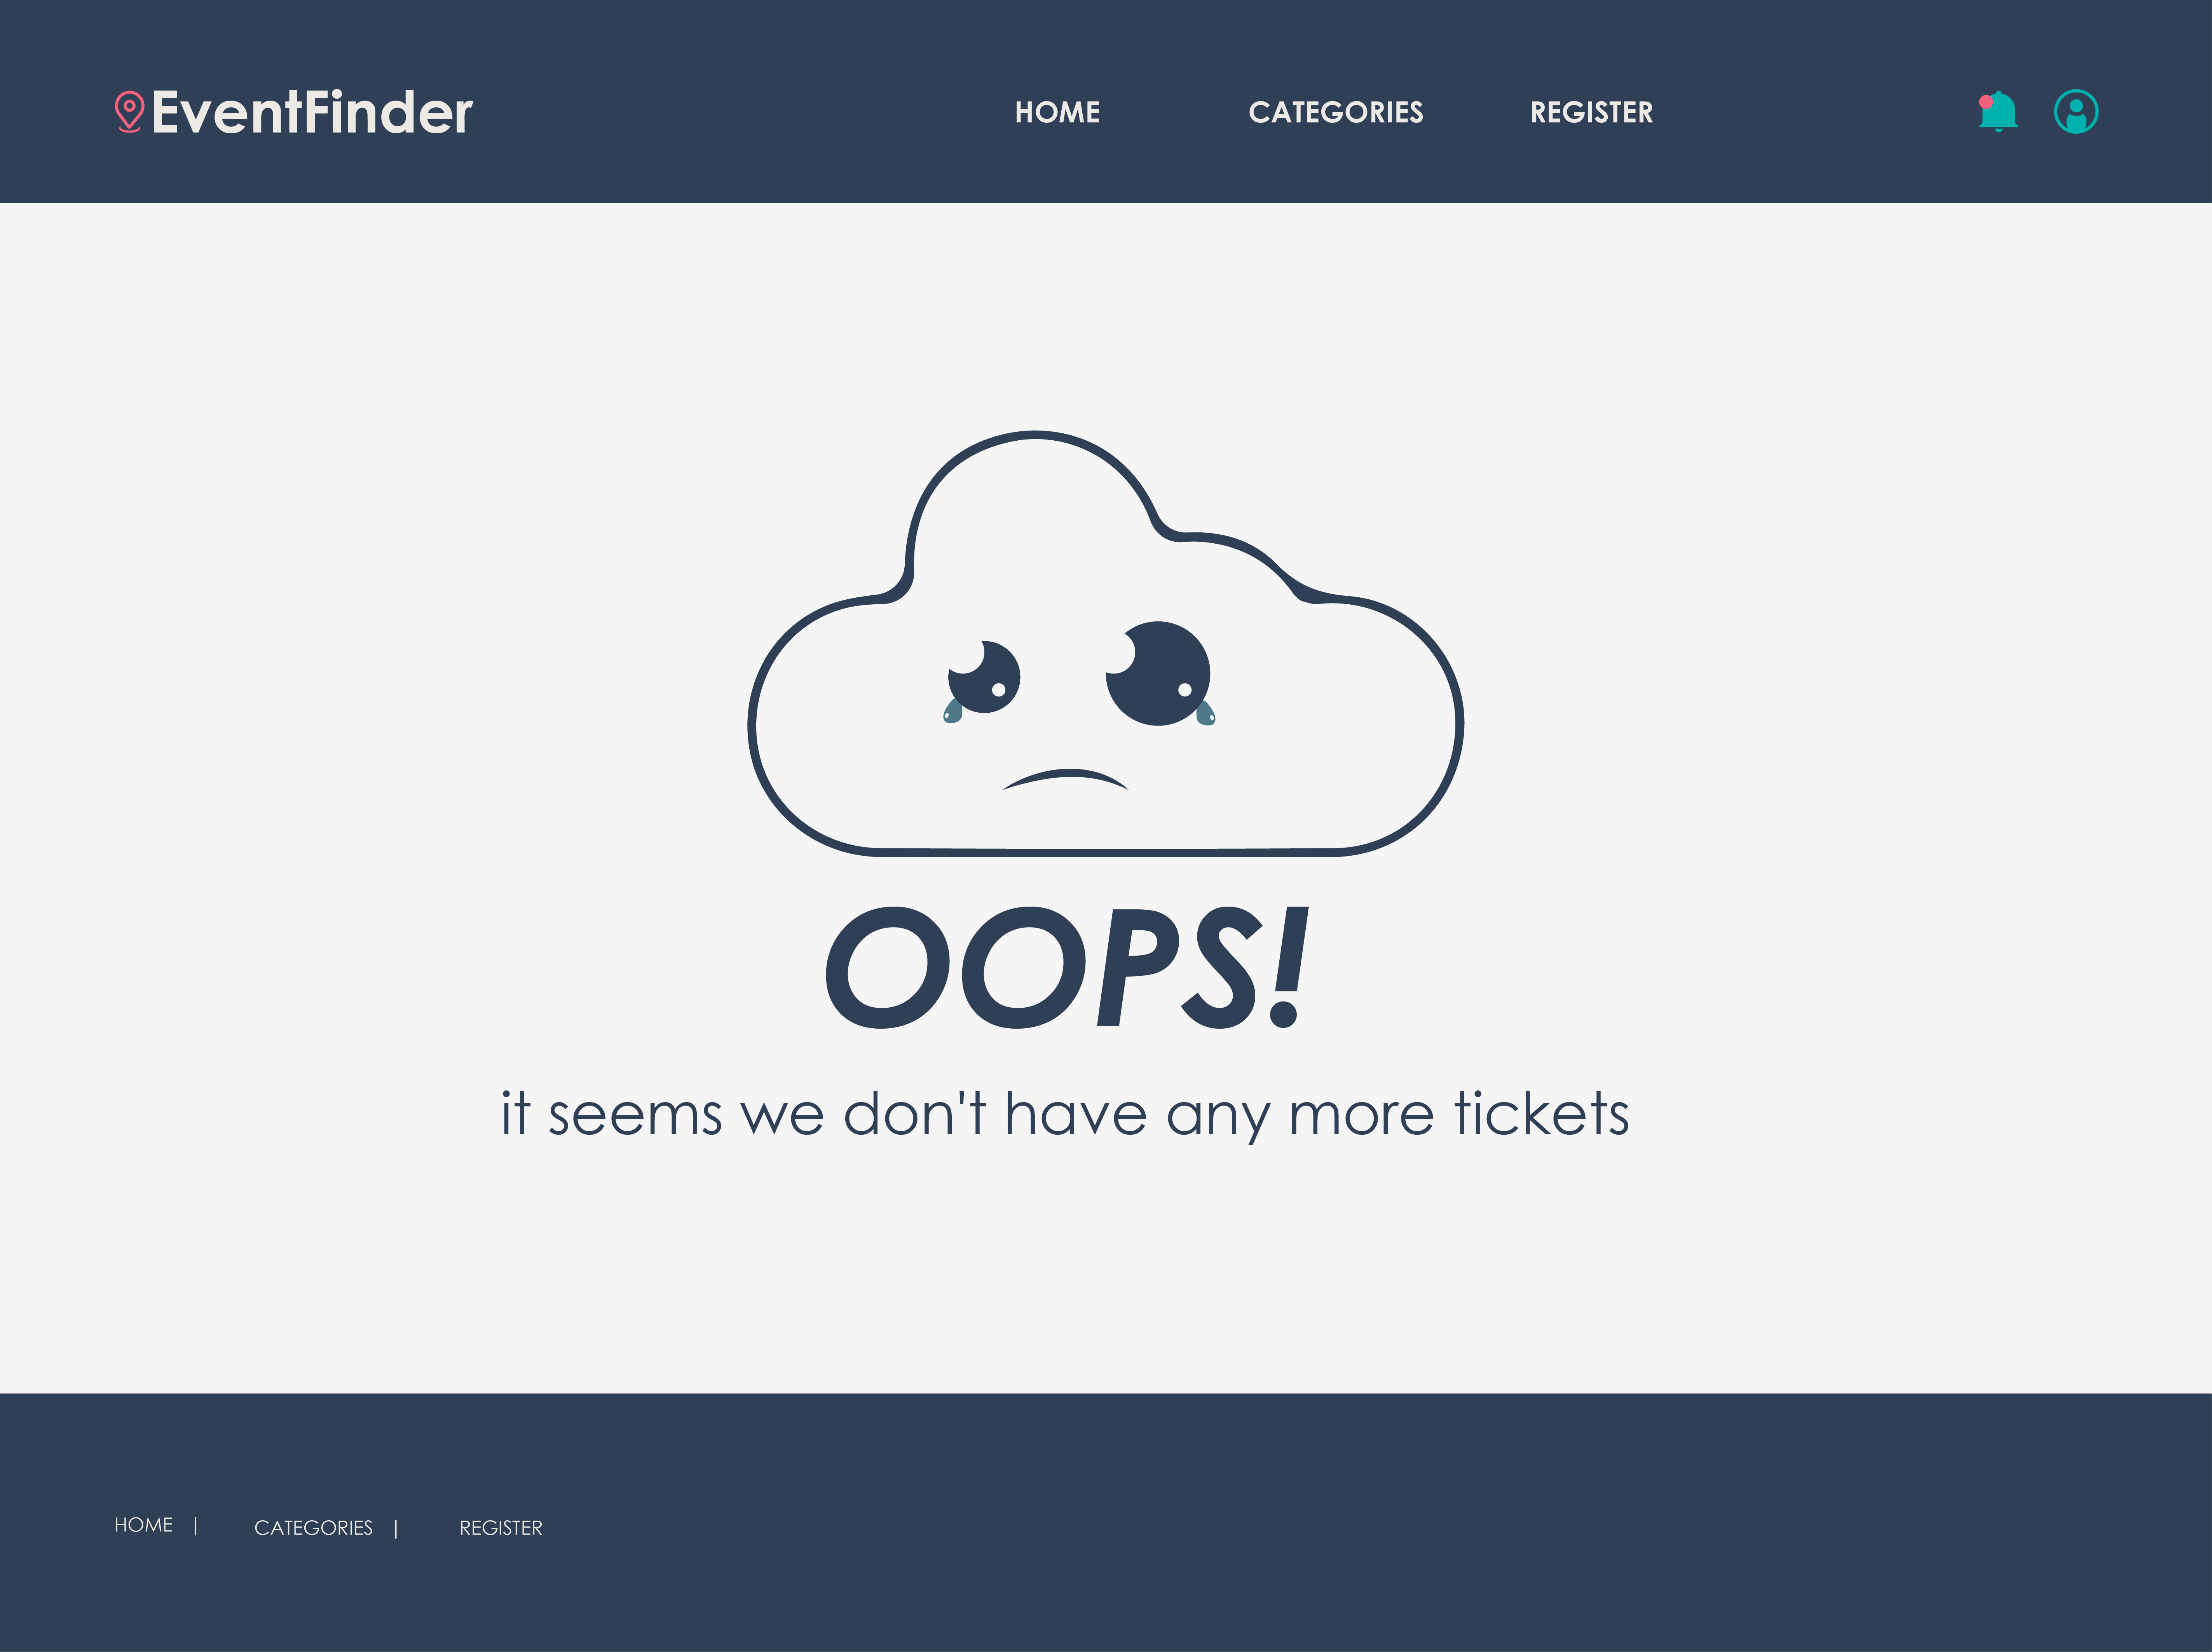 EventFinder
HOME CATEGORIES REGISTER
OOPS!
it seems we don't have any more tickets
HOME | CATEGORIES | REGISTER